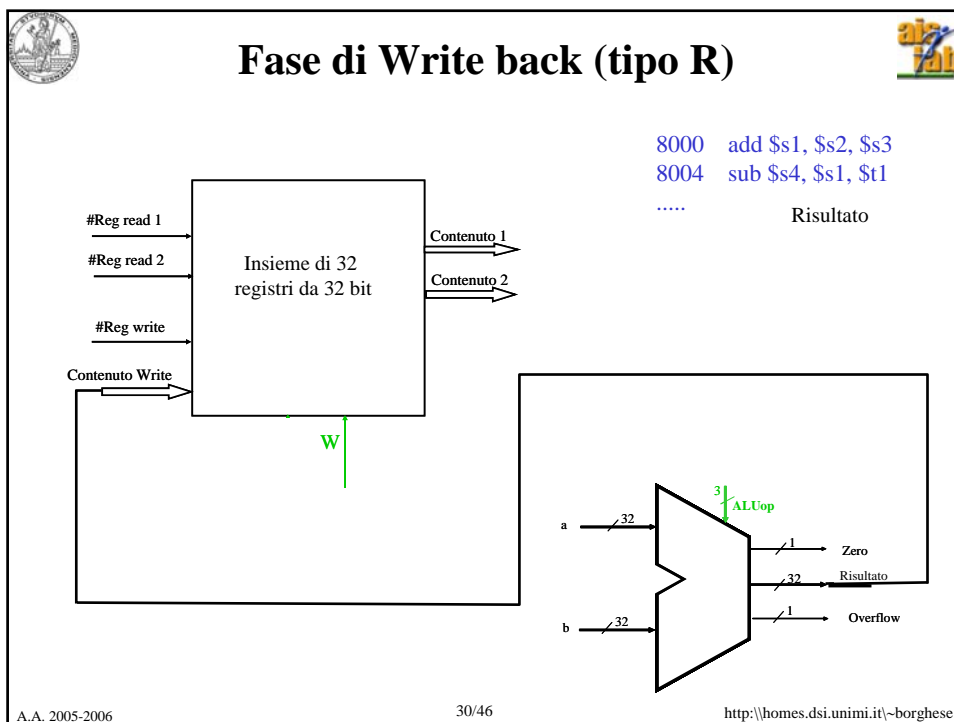 Fase di Write back (tipo R)
8000 add $s1, $s2, $s3
8004 sub $s4, $s1, $t1
.....
Risultato
#Reg read 1
#Reg read 2
#Reg write
Contenuto Write
Insieme di 32
registri da 32 bit
Contenuto 1
Contenuto 2
W
3
ALUop
a
32
b
32
1
Zero
32
Risultato
1
Overflow
A.A. 2005-2006
30/46
http:\\homes.dsi.unimi.it\~borghese